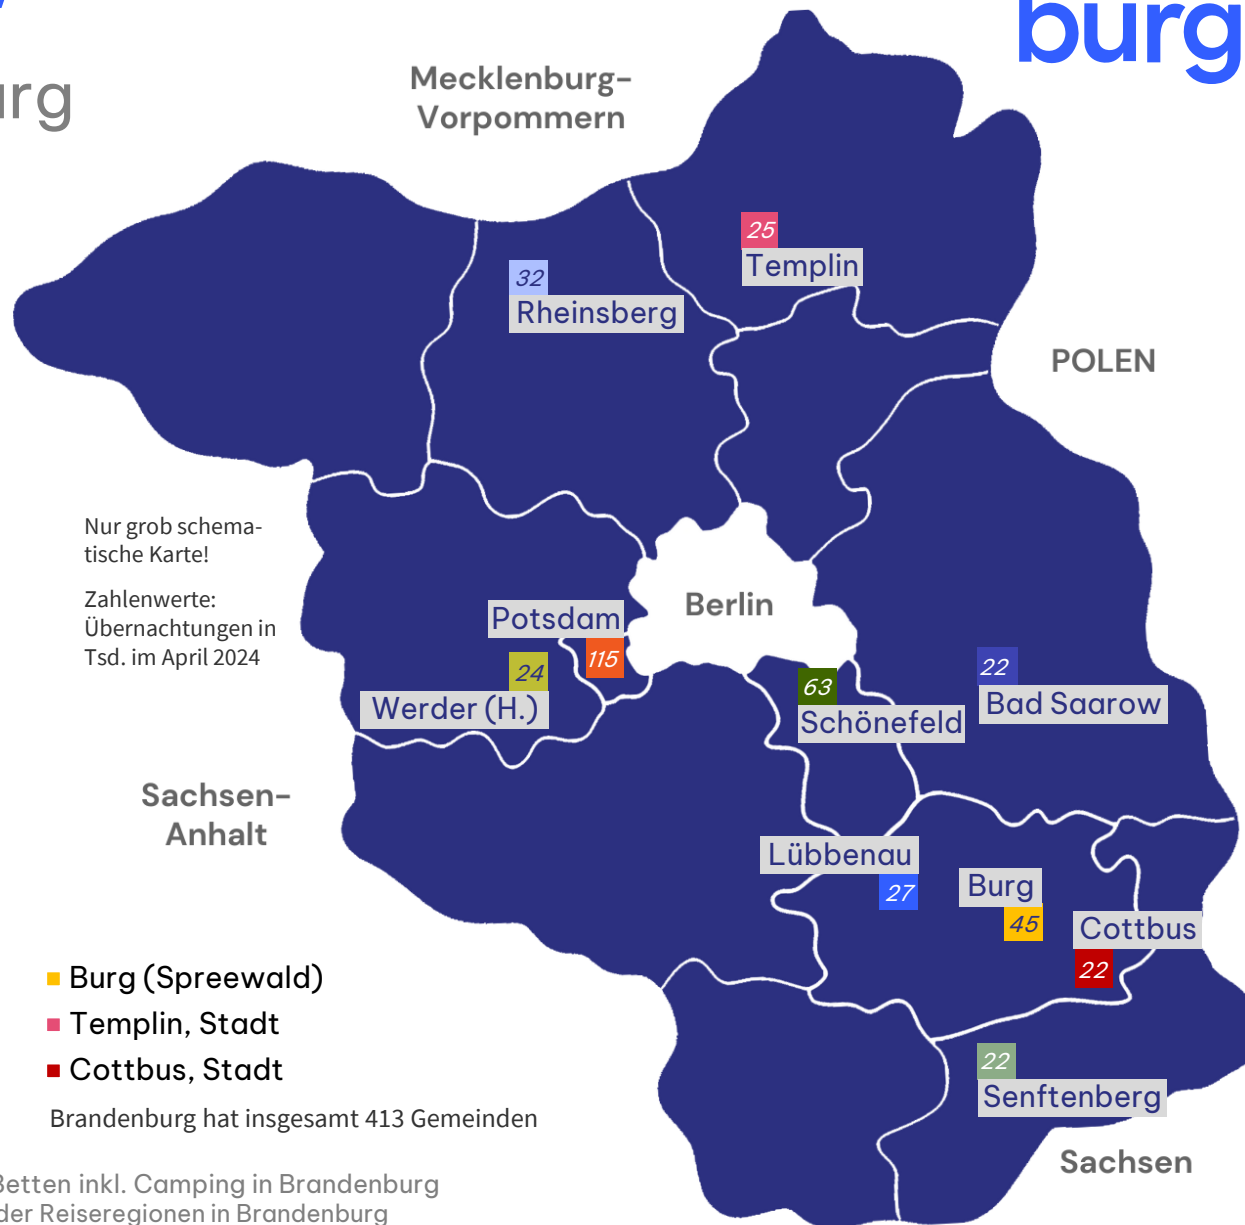 burg
urg
Mecklenburg-
Vorpommern
25
Templin
32
Rheinsberg
POLEN
Nur grob schema-
tische Karte!
Zahlenwerte:
Übernachtungen in
Tsd. im April 2024
Berlin
Potsdam
115
24
Werder (H.)
63
Schönefeld
22
Bad Saarow
Sachsen-
Anhalt
Lübbenau
27
Burg
45
Cottbus
22
Burg (Spreewald)
Templin, Stadt
Cottbus, Stadt
Brandenburg hat insgesamt 413 Gemeinden
22
Senftenberg
Sachsen
Betten inkl. Camping in Brandenburg
der Reiseregionen in Brandenburg